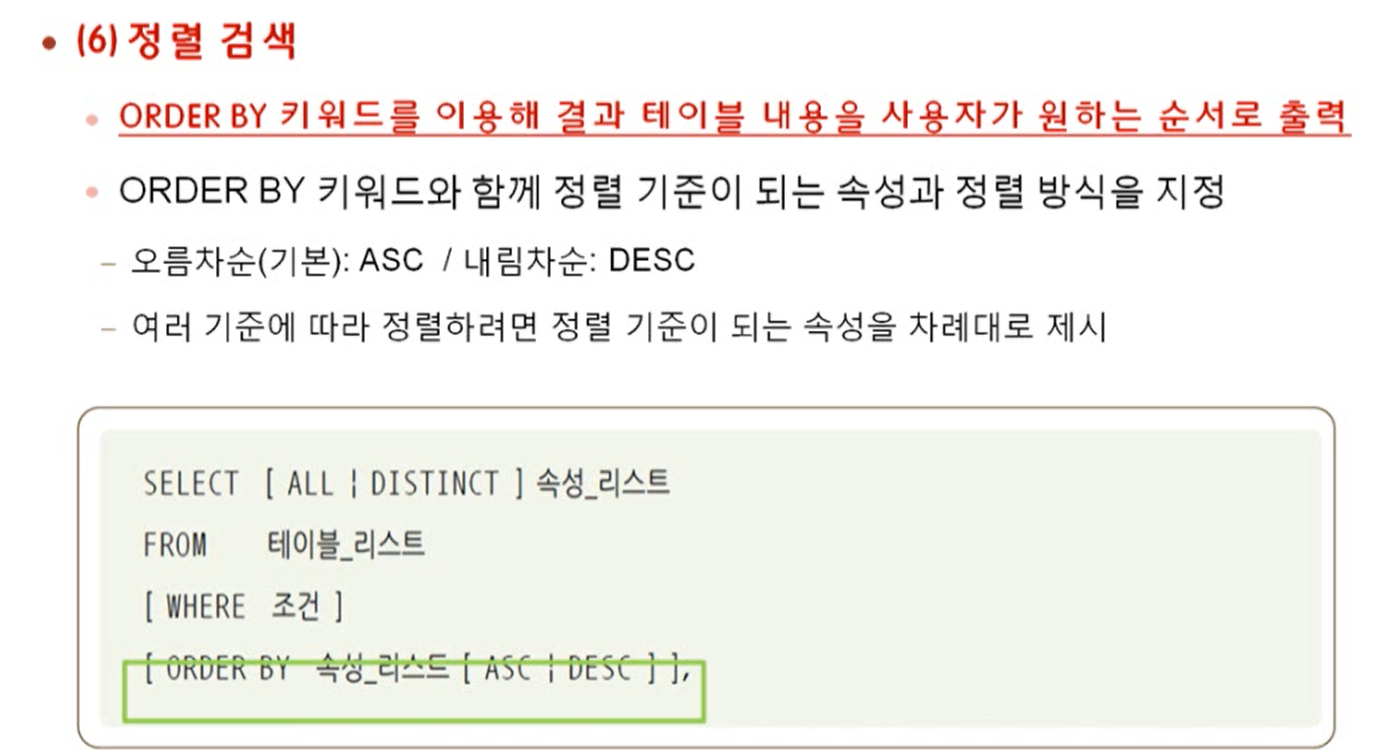 • (6) 정렬 검색
• ORDER BY 키워드를 이용해 결과 테이블 내용을 사용자가 원하는 순서로 출력
• ORDER BY 키워드와 함께 정렬 기준이 되는 속성과 정렬 방식을 지정
– 오름차순(기본): ASC / 내림차순: DESC
– 여러 기준에 따라 정렬하려면 정렬 기준이 되는 속성을 차례대로 제시
SELECT [ ALL ¦ DISTINCT ] 속성_리스트
FROM 테이블_리스트
[ WHERE 조건 ]
[ ORDER BY 속성_리스트 [ ASC ¦ DESC ] ];